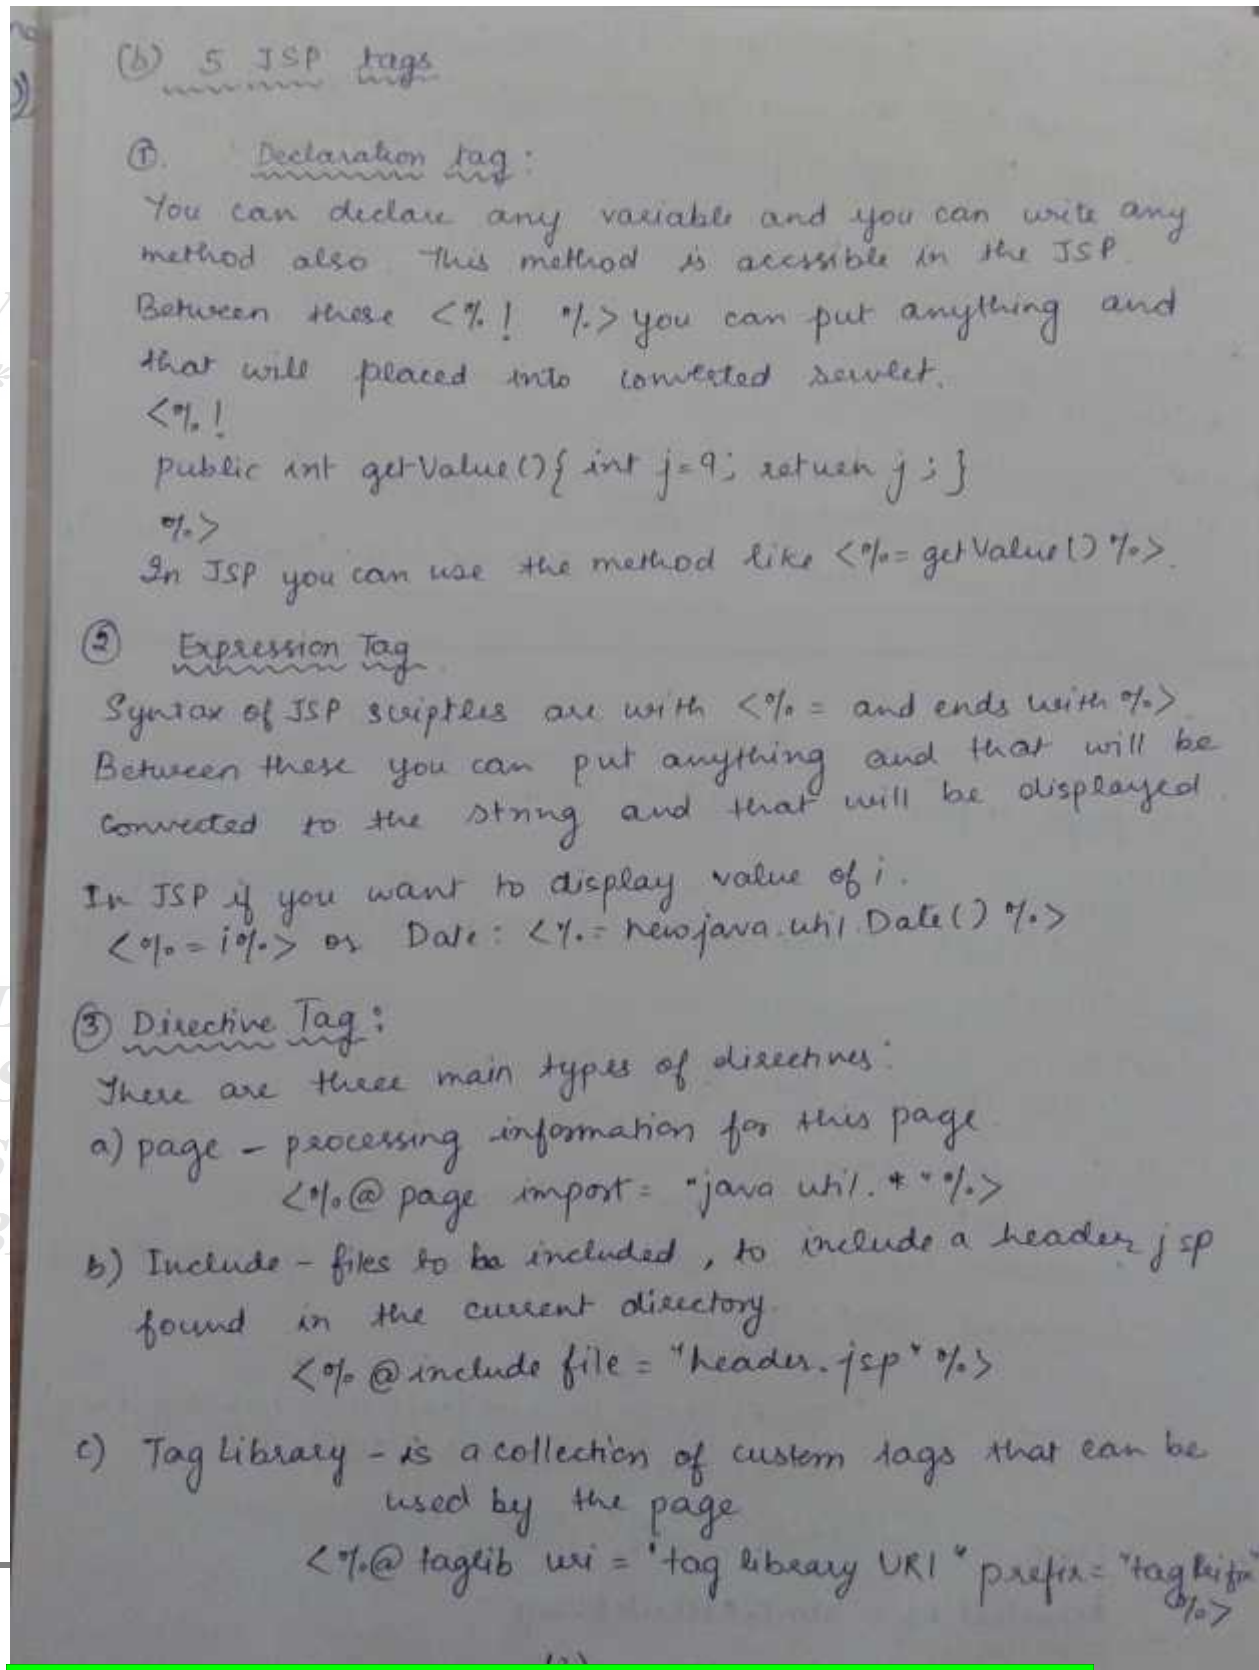 (b) 5 JSP tags
① Declaration tag :
You can declare any variable and you can write any
method also This method is accssible in the JSP.
Between these <%! %> you can put anything and
that will placed into converted servlet.
<%!
public int getValue(){ int j=9; return j ; }
%>
In JSP you can use the method like <%= getValue() %>.
② Expression Tag
Syntax of JSP are with <%= and ends with %>
Between these you can put anything and that will be
converted to the string and that will be displayed.
In JSP if you want to display value of i.
<%= i%> or Date: <%= new java.util.Date() %>
③ Directive Tag :
There are three main types of directives:
a) page - processing information for this page.
<%@ page import= "java util.* "%>
b) Include - files to be included, to include a header jsp
found in the current directory.
<% @ include file = "header.jsp" %>
c) Tag Library - is a collection of custom tags that can be
used by the page
<%@ taglib uri = "tag library URI" prefix= "tag
%>